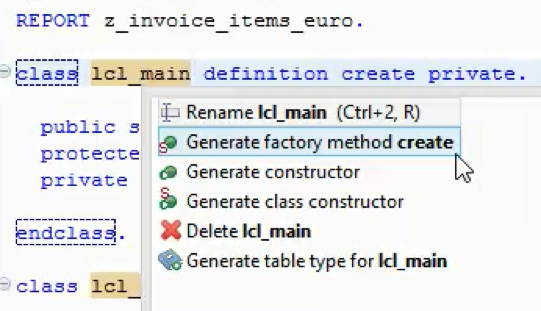 REPORT z_invoice_items_euro.
class lcl_main definition create private.
public s
protecte
private
endclass.
class lcl_
Rename lcl_main (Ctrl+2, R)
Generate factory method create
Generate constructor
Generate class constructor
Delete lcl_main
Generate table type for lcl_main